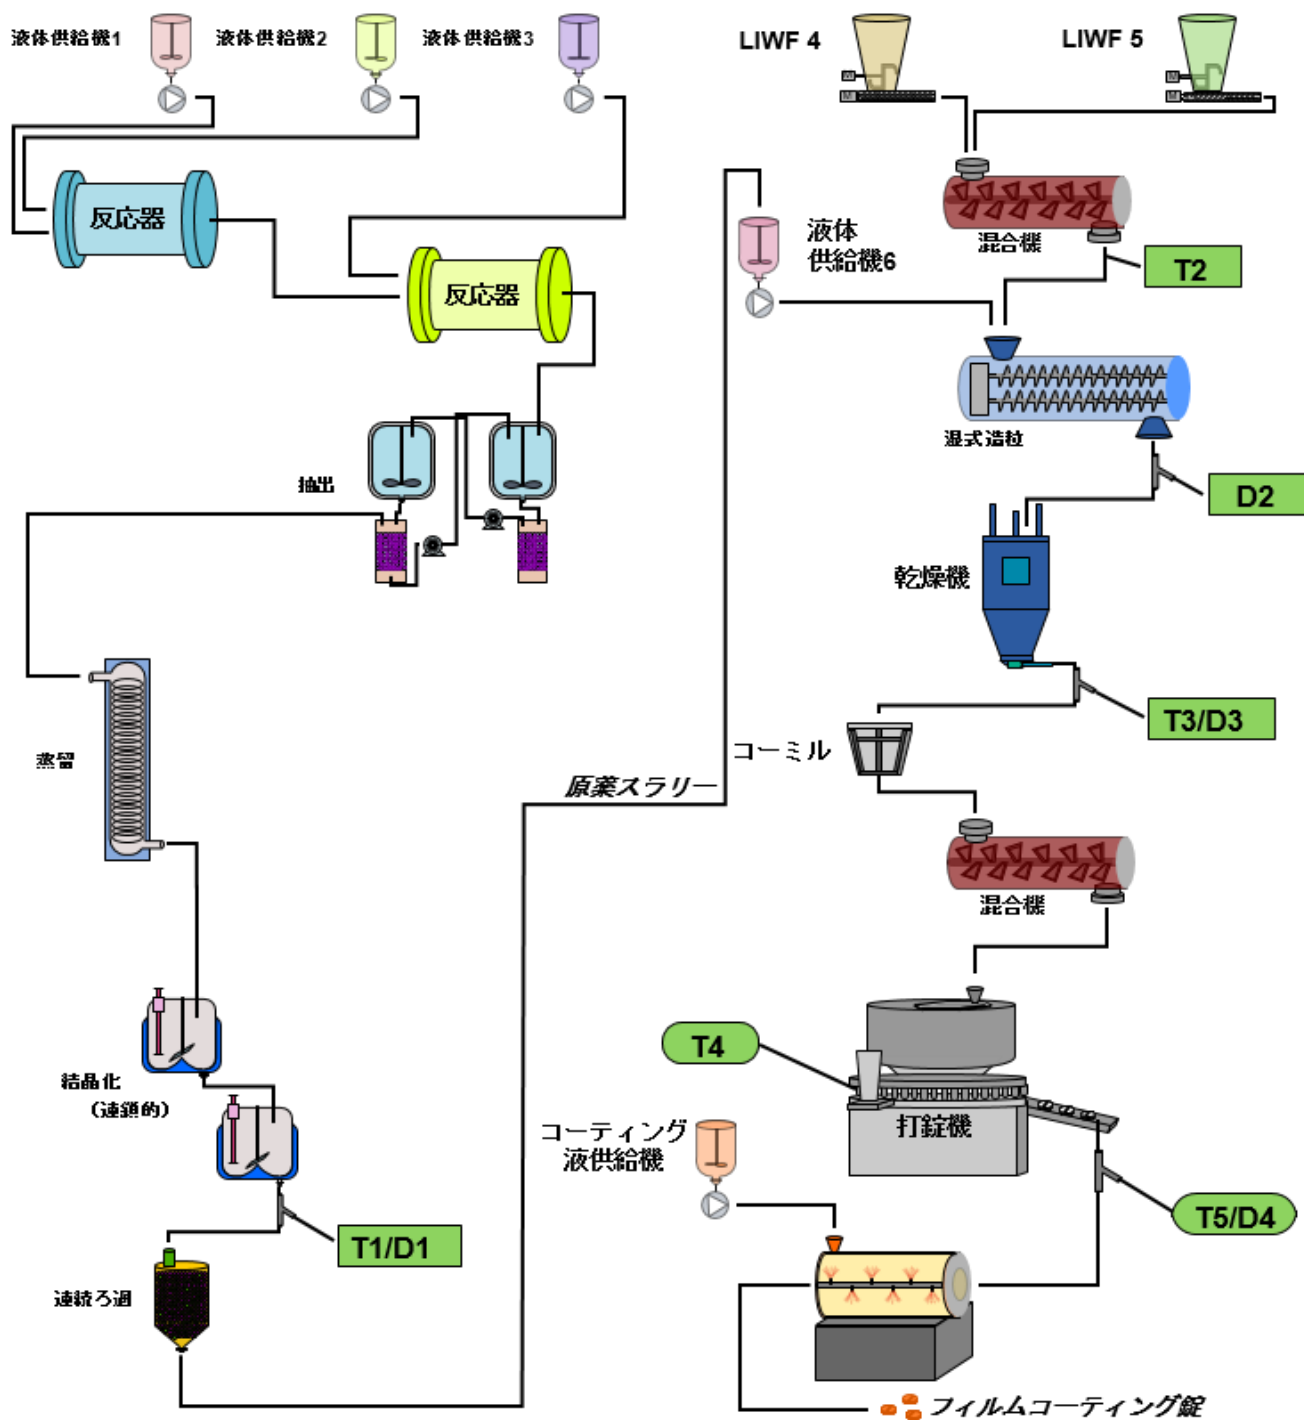 液体供給機1
液体供給機2
液体供給機3
LIWF 4
LIWF 5
反応器
混合機
液体
供給機6
T2
反応器
湿式造粒
抽出
D2
乾燥機
T3/D3
コーミル
蒸留
原薬スラリー
混合機
T4
結晶化
（連鎖的）
打錠機
コーティング
液供給機
T5/D4
T1/D1
連続ろ過
フィルムコーティング錠